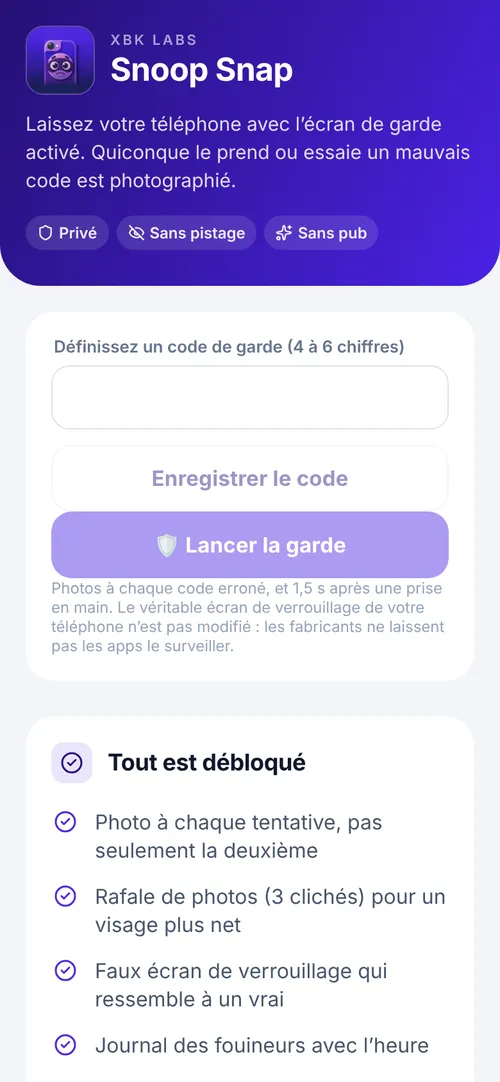 XBK LABS
Snoop Snap
Laissez votre téléphone avec l’écran de garde
activé. Quiconque le prend ou essaie un mauvais
code est photographié.
Privé
Sans pistage
Sans pub
Définissez un code de garde (4 à 6 chiffres)
Enregistrer le code
🛡️ Lancer la garde
Photos à chaque code erroné, et 1,5 s après une prise
en main. Le véritable écran de verrouillage de votre
téléphone n’est pas modifié : les fabricants ne laissent
pas les apps le surveiller.
Tout est débloqué
Photo à chaque tentative, pas
seulement la deuxième
Rafale de photos (3 clichés) pour un
visage plus net
Faux écran de verrouillage qui
ressemble à un vrai
Journal des fouineurs avec l’heure